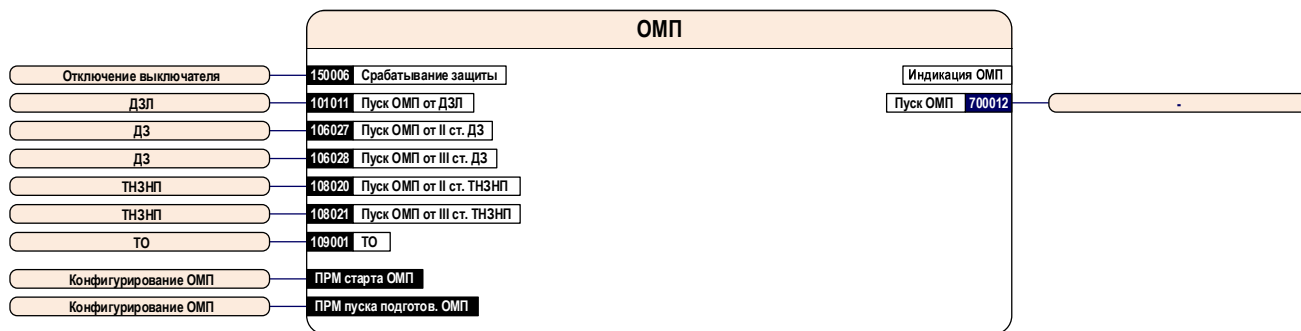 ОМП
Отключение выключателя 150006 Срабатывание защиты Индикация ОМП
ДЗЛ 101011 Пуск ОМП от ДЗЛ Пуск ОМП 700012 -
ДЗ 106027 Пуск ОМП от II ст. ДЗ
ДЗ 106028 Пуск ОМП от III ст. ДЗ
ТНЗНП 108020 Пуск ОМП от II ст. ТНЗНП
ТНЗНП 108021 Пуск ОМП от III ст. ТНЗНП
ТО 109001 ТО
Конфигурирование ОМП ПРМ старта ОМП
Конфигурирование ОМП ПРМ пуска подготов. ОМП